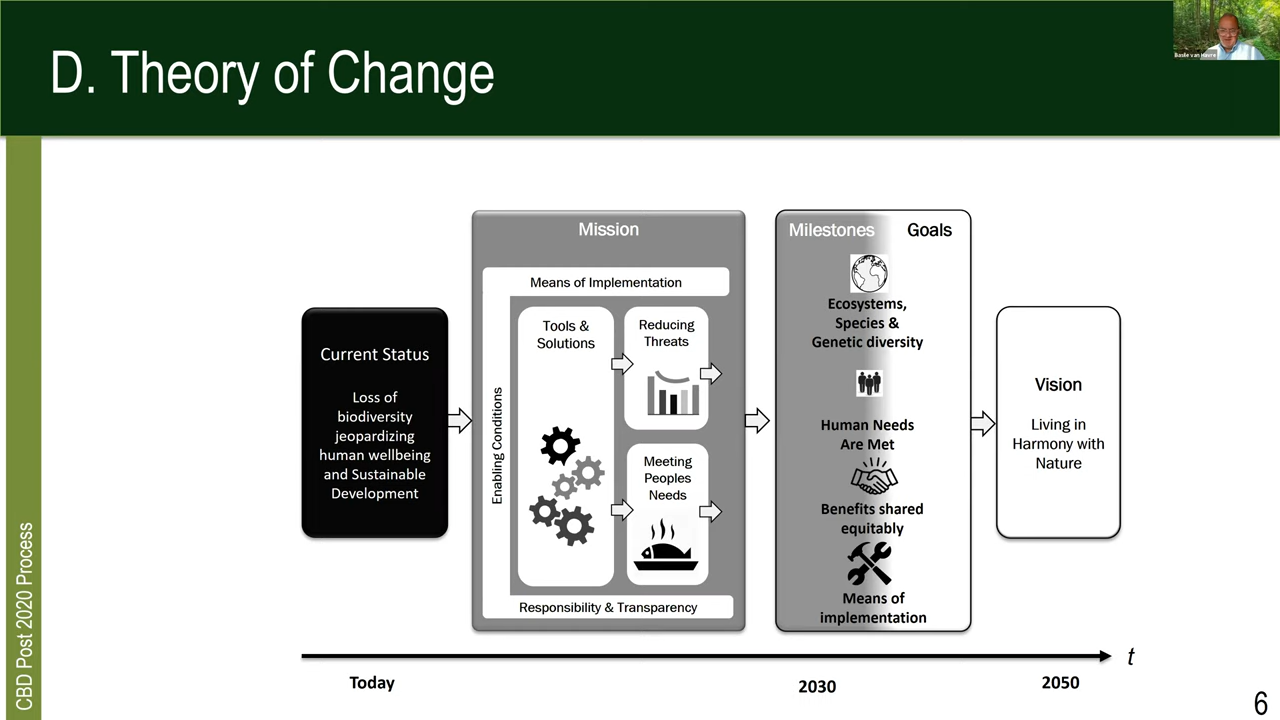 D. Theory of Change
Basile van Havre
CBD Post 2020 Process
Current Status
Loss of
biodiversity
jeopardizing
human wellbeing
and Sustainable
Development
Mission
Means of Implementation
Enabling Conditions
Tools &
Solutions
Reducing
Threats
Meeting
Peoples
Needs
Responsibility & Transparency
Milestones Goals
Ecosystems,
Species &
Genetic diversity
Human Needs
Are Met
Benefits shared
equitably
Means of
implementation
Vision
Living in
Harmony with
Nature
t
Today
2030
2050
6